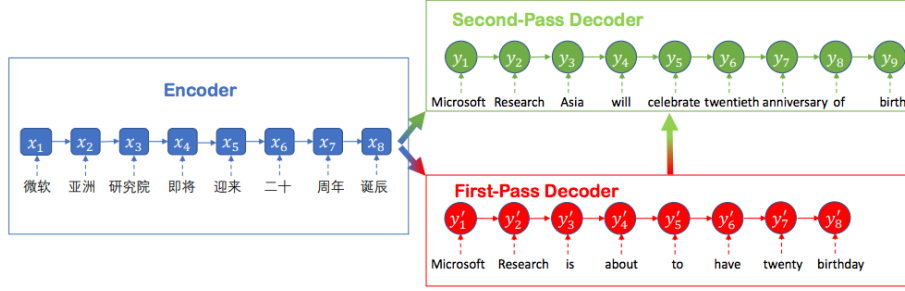 Encoder
x₁ x₂ x₃ x₄ x₅ x₆ x₇ x₈
微软 亚洲 研究院 即将 迎来 二十 周年 诞辰
Second-Pass Decoder
y₁ y₂ y₃ y₄ y₅ y₆ y₇ y₈ y₉
Microsoft Research Asia will celebrate twentieth anniversary of birth
First-Pass Decoder
y′₁ y′₂ y′₃ y′₄ y′₅ y′₆ y′₇ y′₈
Microsoft Research is about to have twenty birthday